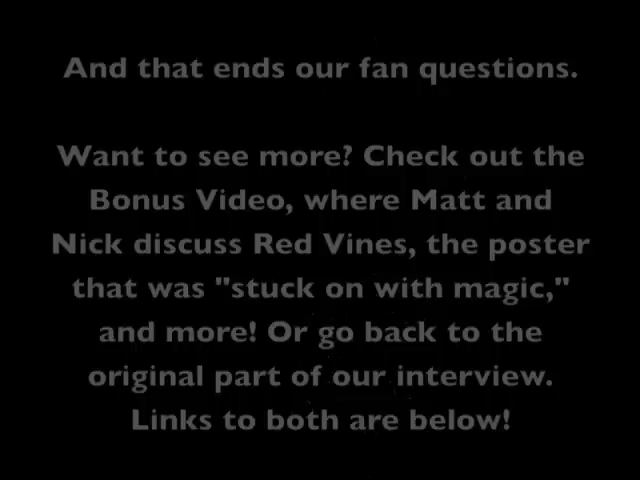 And that ends our fan questions.
Want to see more? Check out the
Bonus Video, where Matt and
Nick discuss Red Vines, the poster
that was "stuck on with magic,"
and more! Or go back to the
original part of our interview.
Links to both are below!